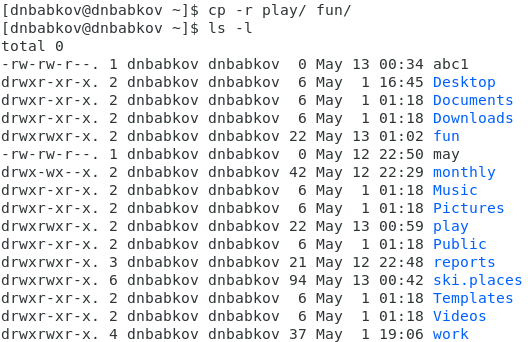 [dnbabkov@dnbabkov ~]$ cp -r play/ fun/
[dnbabkov@dnbabkov ~]$ ls -l
total 0
-rw-rw-r--. 1 dnbabkov dnbabkov  0 May 13 00:34 abc1
drwxr-xr-x. 2 dnbabkov dnbabkov  6 May  1 16:45 Desktop
drwxr-xr-x. 2 dnbabkov dnbabkov  6 May  1 01:18 Documents
drwxr-xr-x. 2 dnbabkov dnbabkov  6 May  1 01:18 Downloads
drwxrwxr-x. 2 dnbabkov dnbabkov 22 May 13 01:02 fun
-rw-rw-r--. 1 dnbabkov dnbabkov  0 May 12 22:50 may
drwx-wx--x. 2 dnbabkov dnbabkov 42 May 12 22:29 monthly
drwxr-xr-x. 2 dnbabkov dnbabkov  6 May  1 01:18 Music
drwxr-xr-x. 2 dnbabkov dnbabkov  6 May  1 01:18 Pictures
drwxrwxr-x. 2 dnbabkov dnbabkov 22 May 13 00:59 play
drwxr-xr-x. 2 dnbabkov dnbabkov  6 May  1 01:18 Public
drwxrwxr-x. 3 dnbabkov dnbabkov 21 May 12 22:48 reports
drwxrwxr-x. 6 dnbabkov dnbabkov 94 May 13 00:42 ski.places
drwxr-xr-x. 2 dnbabkov dnbabkov  6 May  1 01:18 Templates
drwxr-xr-x. 2 dnbabkov dnbabkov  6 May  1 01:18 Videos
drwxrwxr-x. 4 dnbabkov dnbabkov 37 May  1 19:06 work